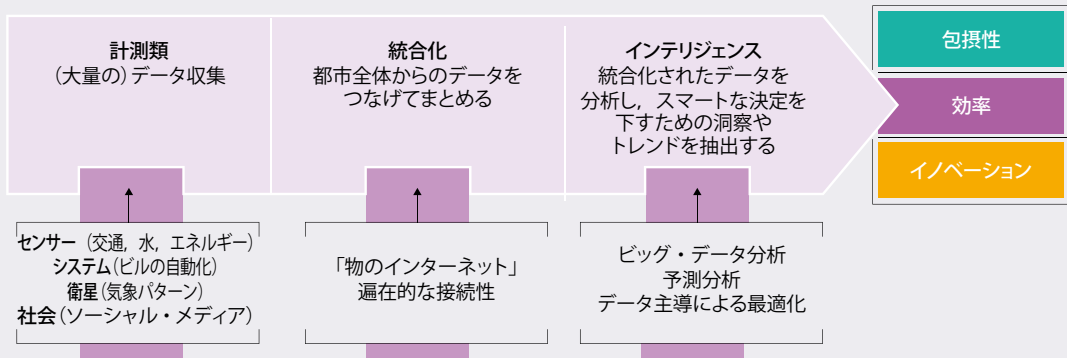 計測類
（大量の）データ収集
統合化
都市全体からのデータを
つなげてまとめる
インテリジェンス
統合化されたデータを
分析し，スマートな決定を
下すための洞察や
トレンドを抽出する
包摂性
効率
イノベーション
センサー（交通，水，エネルギー）
システム（ビルの自動化）
衛星（気象パターン）
社会（ソーシャル・メディア）
「物のインターネット」
遍在的な接続性
ビッグ・データ分析
予測分析
データ主導による最適化